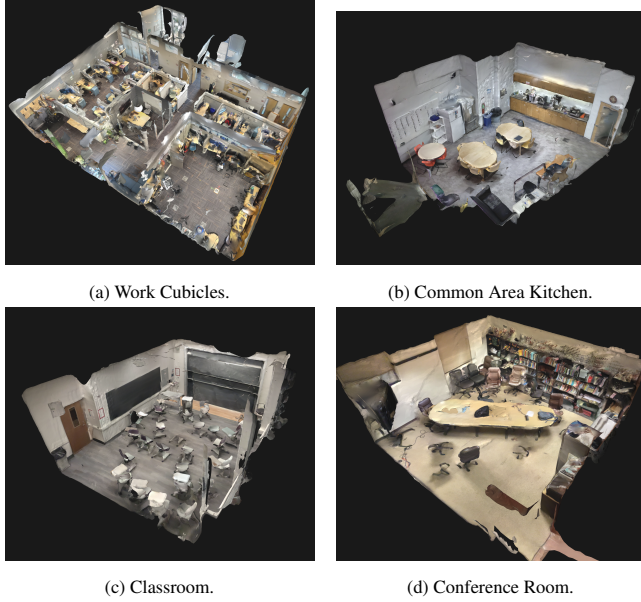 (a) Work Cubicles.
(b) Common Area Kitchen.
(c) Classroom.
(d) Conference Room.